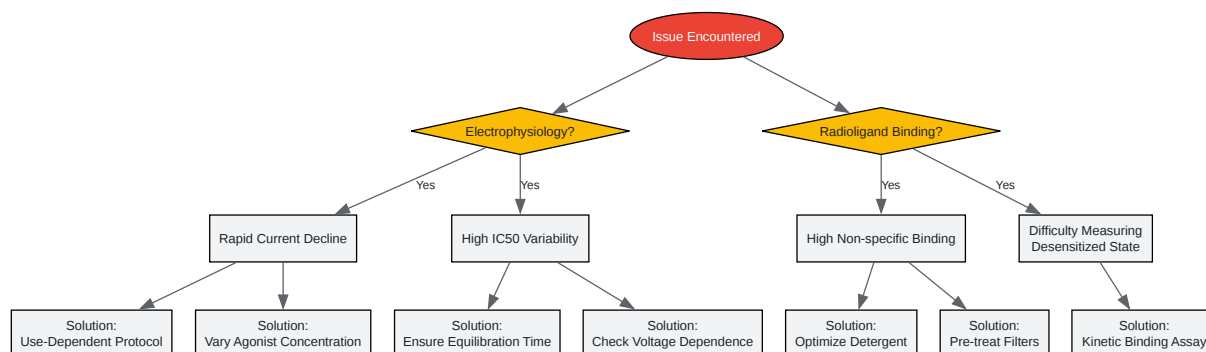 Issue Encountered
Electrophysiology?
Radioligand Binding?
Yes
Yes
Yes
Yes
Rapid Current Decline
High IC50 Variability
High Non-specific Binding
Difficulty Measuring
Desensitized State
Solution:
Use-Dependent Protocol
Solution:
Vary Agonist Concentration
Solution:
Ensure Equilibration Time
Solution:
Check Voltage Dependence
Solution:
Optimize Detergent
Solution:
Pre-treat Filters
Solution:
Kinetic Binding Assay